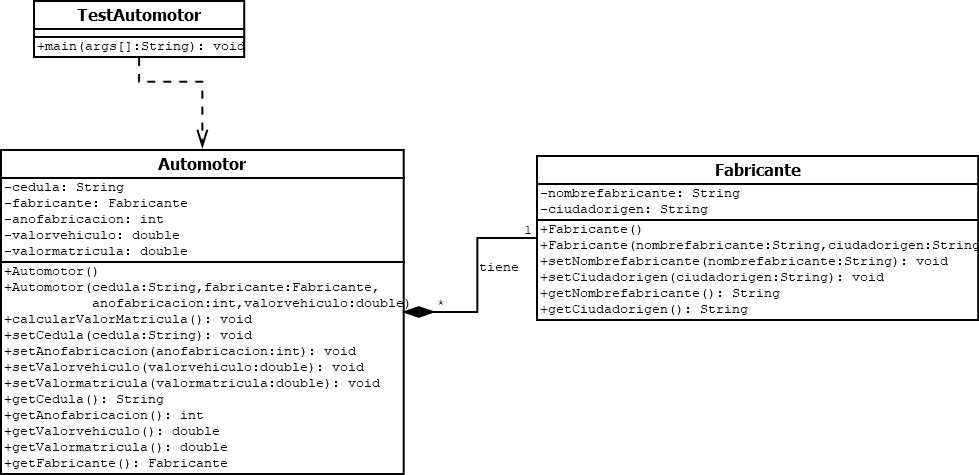 TestAutomotor
+main(args[]:String): void
Automotor
-cedula: String
-fabricante: Fabricante
-anofabricacion: int
-valorvehiculo: double
-valormatricula: double
+Automotor()
+Automotor(cedula:String,fabricante:Fabricante,
anofabricacion:int,valorvehiculo:double)
+calcularValorMatricula(): void
+setCedula(cedula:String): void
+setAnofabricacion(anofabricacion:int): void
+setValorvehiculo(valorvehiculo:double): void
+setValormatricula(valormatricula:double): void
+getCedula(): String
+getAnofabricacion(): int
+getValorvehiculo(): double
+getValormatricula(): double
+getFabricante(): Fabricante
*
tiene
1
Fabricante
-nombrefabricante: String
-ciudadorigen: String
+Fabricante()
+Fabricante(nombrefabricante:String,ciudadorigen:String
+setNombrefabricante(nombrefabricante:String): void
+setCiudadorigen(ciudadorigen:String): void
+getNombrefabricante(): String
+getCiudadorigen(): String